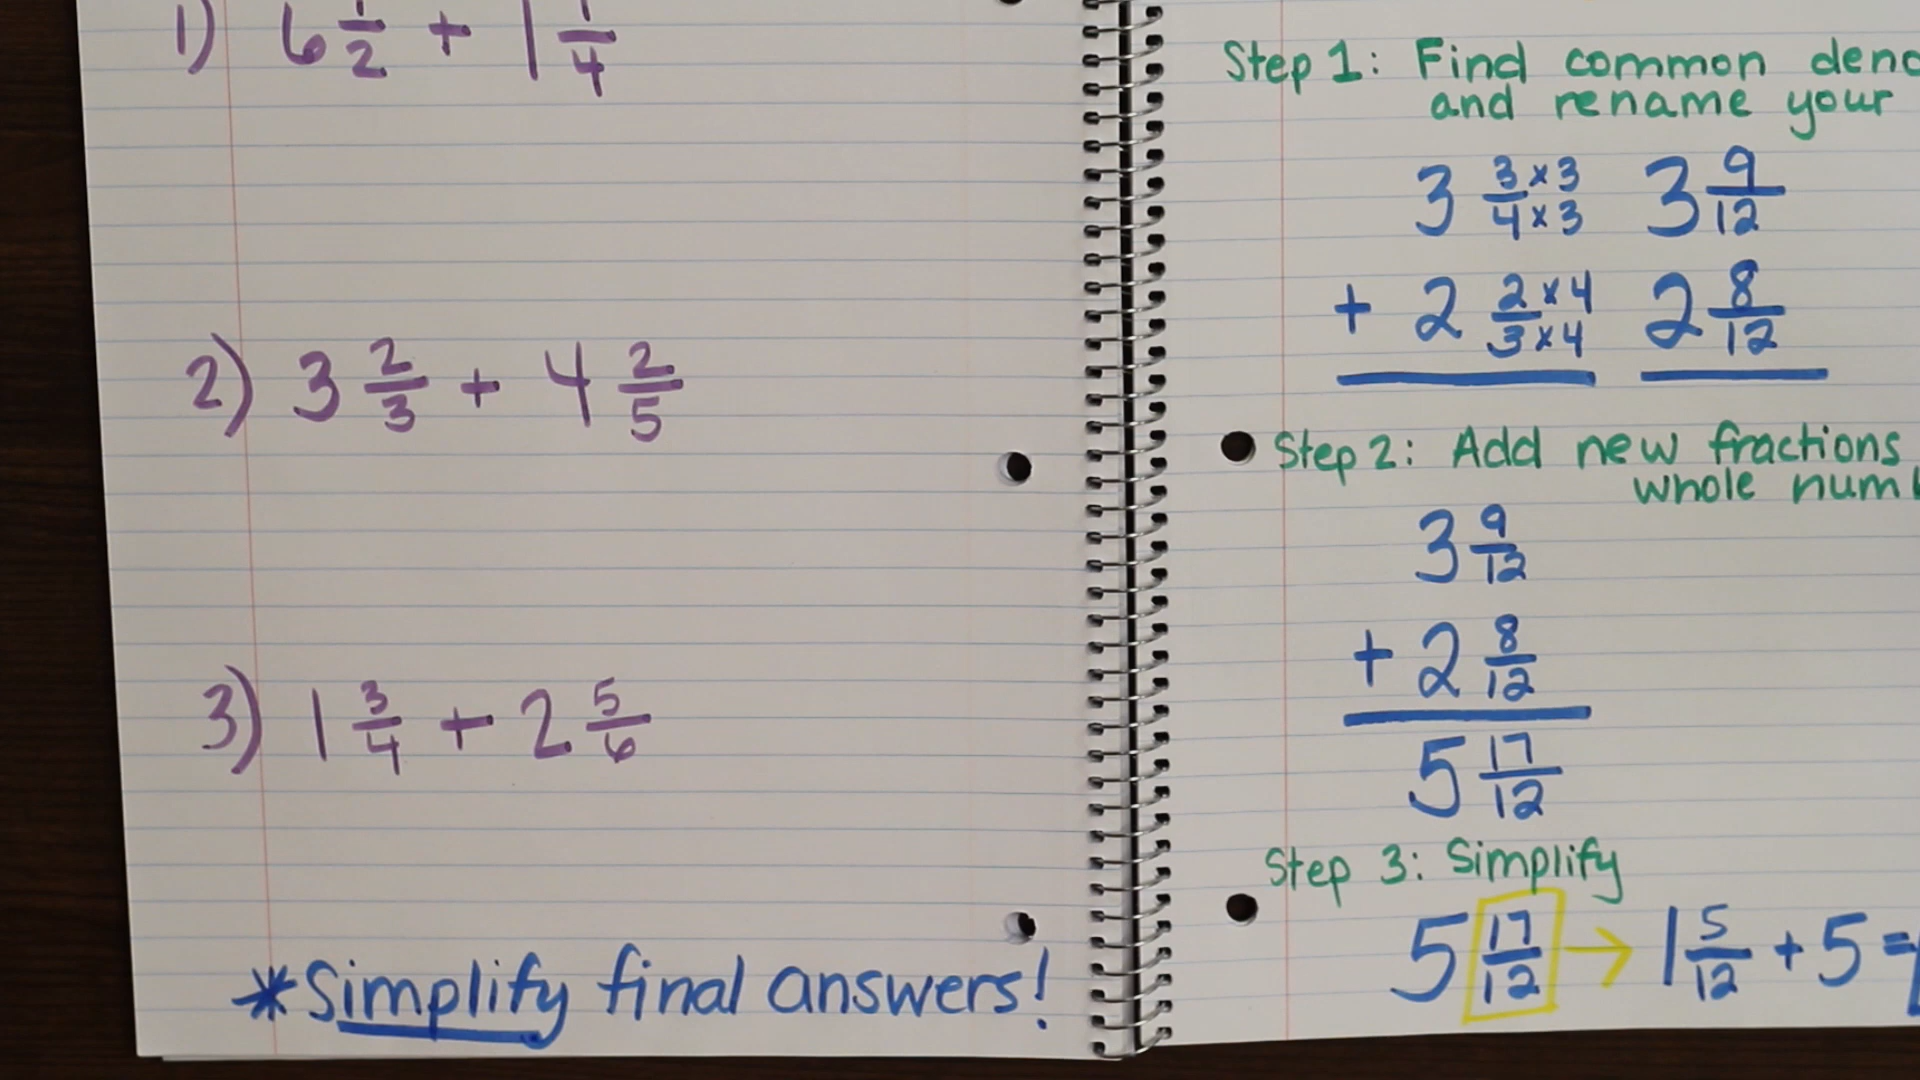 1) 6 1/2 + 1 1/4
2) 3 2/3 + 4 2/5
3) 1 3/4 + 2 5/6
*Simplify final answers!
Step 1: Find common deno
and rename your
3 3/4 × 3/3 3 9/12
+ 2 2/3 × 4/4 2 8/12
Step 2: Add new fractions
whole numb
3 9/12
+ 2 8/12
5 17/12
Step 3: Simplify
5 17/12 → 1 5/12 + 5 =